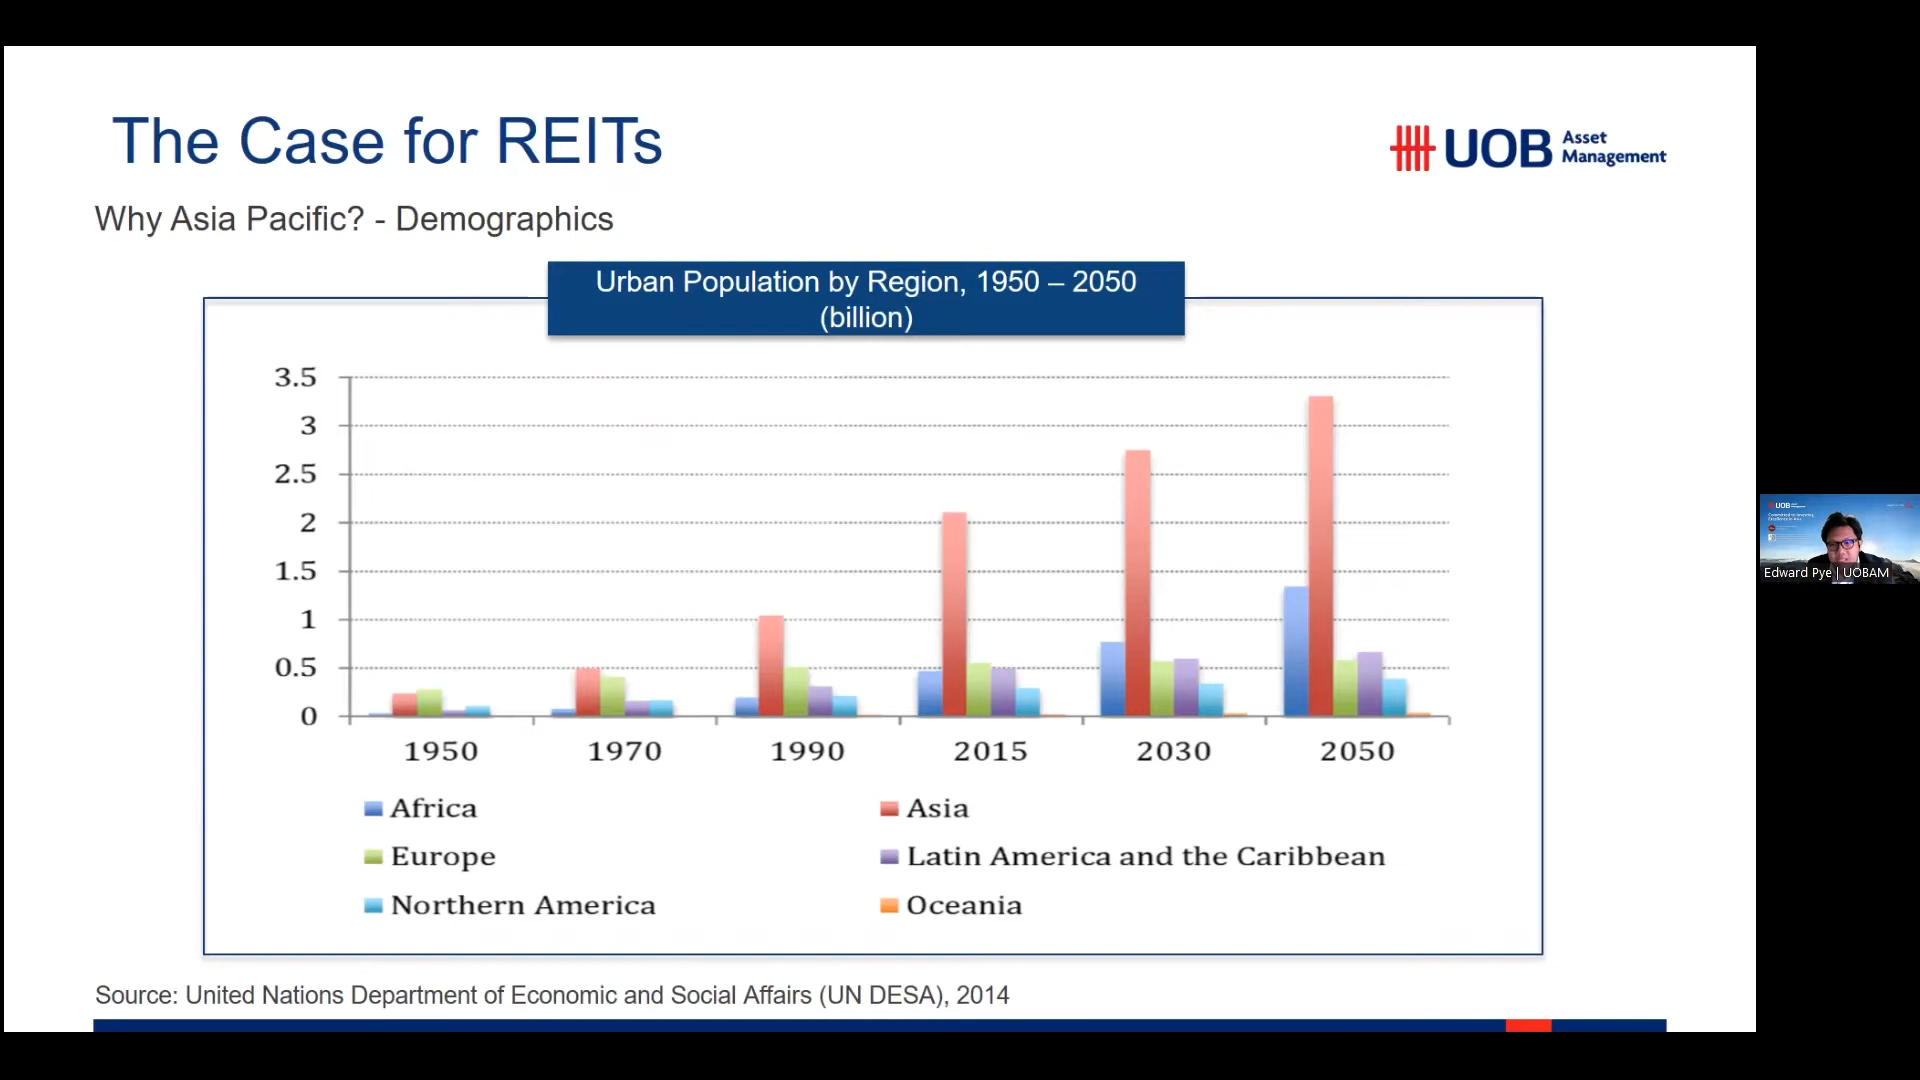 The Case for REITs
UOB Asset Management
Why Asia Pacific? - Demographics
Urban Population by Region, 1950 – 2050
(billion)
3.5
3
2.5
2
1.5
1
0.5
0
1950 1970 1990 2015 2030 2050
Africa Asia
Europe Latin America and the Caribbean
Northern America Oceania
UOB
Edward Pye | UOBAM
Source: United Nations Department of Economic and Social Affairs (UN DESA), 2014